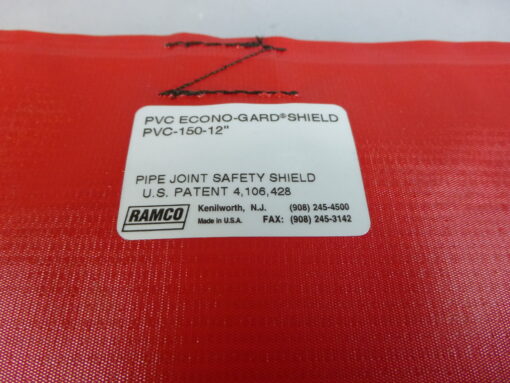 PVC ECONO-GARD® SHIELD
PVC-150-12"
PIPE JOINT SAFETY SHIELD
U.S. PATENT 4,106,428
RAMCO
Kenilworth, N.J. (908) 245-4500
Made in U.S.A. FAX: (908) 245-3142